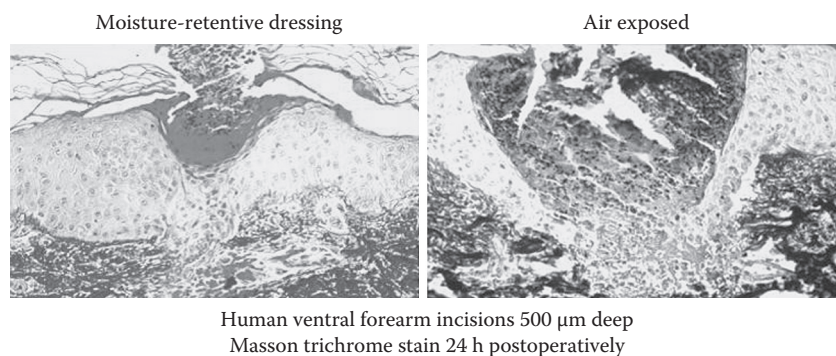 Moisture-retentive dressing
Air exposed
Human ventral forearm incisions 500 µm deep
Masson trichrome stain 24 h postoperatively